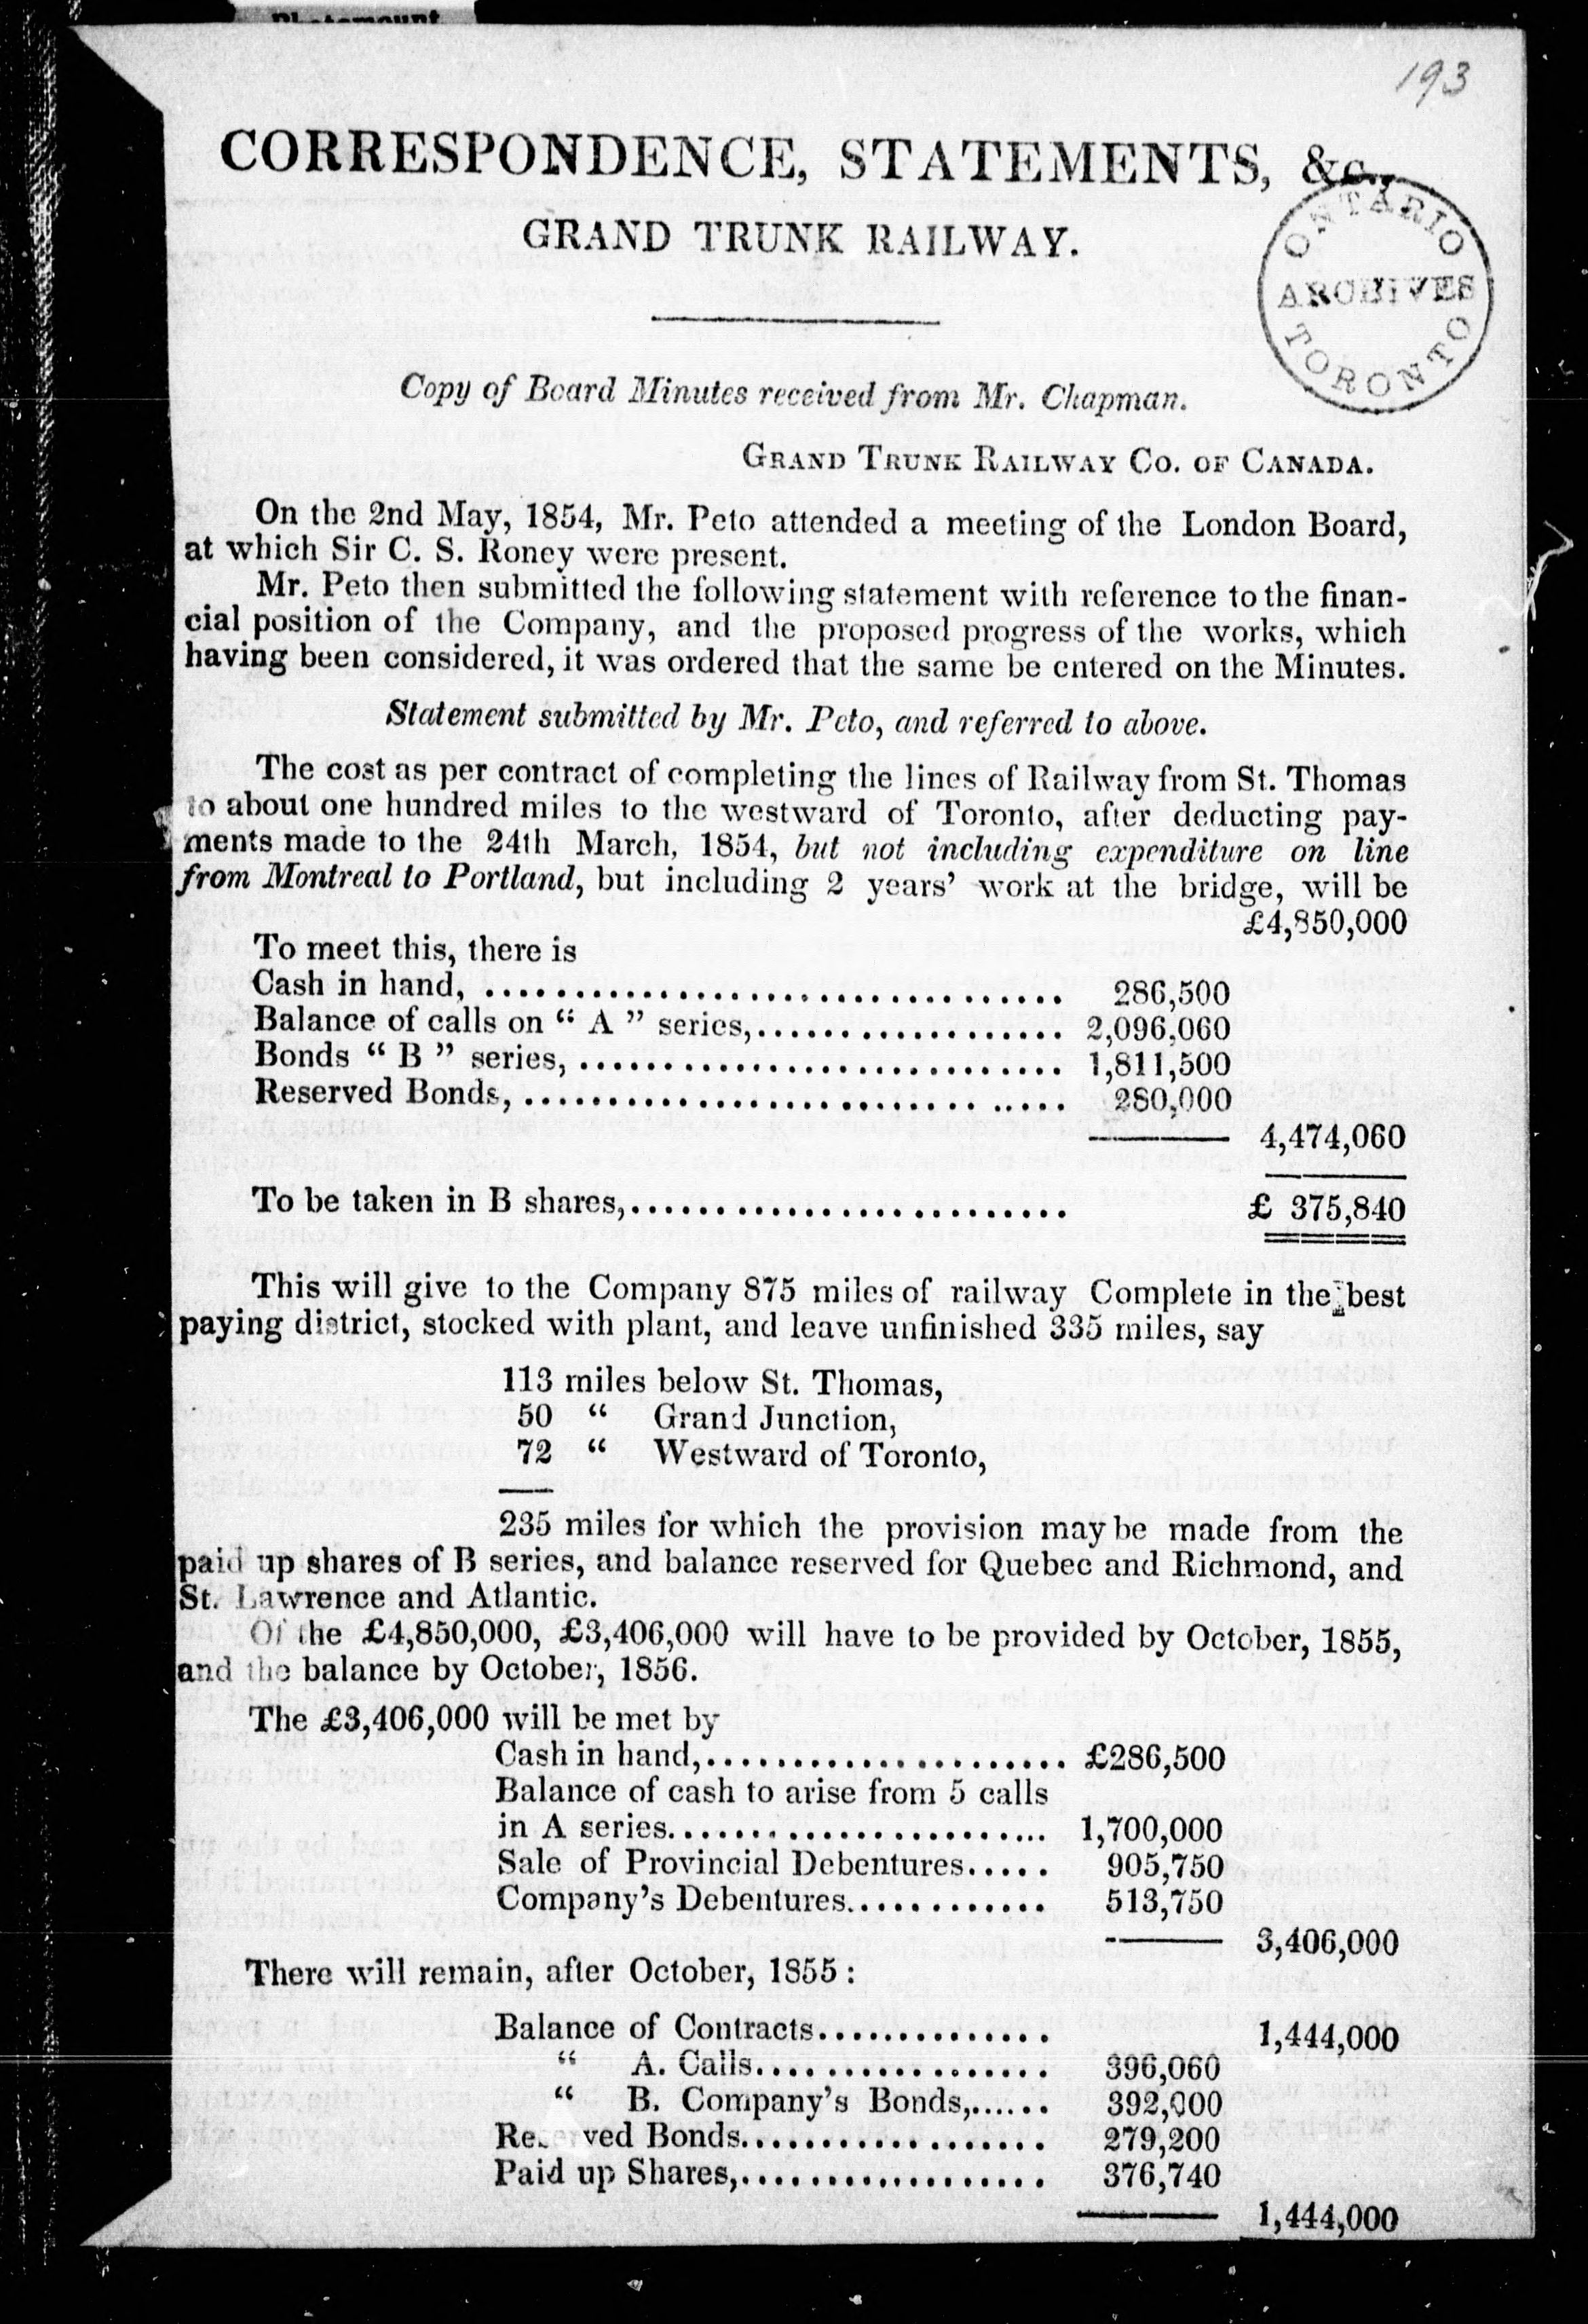 Photomount
193
CORRESPONDENCE, STATEMENTS, &c.,
GRAND TRUNK RAILWAY.
ONTARIO
ARCHIVES
TORONTO
Copy of Board Minutes received from Mr. Chapman.
GRAND TRUNK RAILWAY CO. OF CANADA.
On the 2nd May, 1854, Mr. Peto attended a meeting of the London Board,
at which Sir C. S. Roney were present.
Mr. Peto then submitted the following statement with reference to the finan-
cial position of the Company, and the proposed progress of the works, which
having been considered, it was ordered that the same be entered on the Minutes.
Statement submitted by Mr. Peto, and referred to above.
The cost as per contract of completing the lines of Railway from St. Thomas
to about one hundred miles to the westward of Toronto, after deducting pay-
ments made to the 24th March, 1854, but not including expenditure on line
from Montreal to Portland, but including 2 years' work at the bridge, will be
£4,850,000
To meet this, there is
Cash in hand, .................................. 286,500
Balance of calls on " A " series,................... 2,096,060
Bonds " B " series, ............................. 1,811,500
Reserved Bonds, ................................ 280,000
4,474,060
To be taken in B shares,.......................... £ 375,840
This will give to the Company 875 miles of railway Complete in the best
paying district, stocked with plant, and leave unfinished 335 miles, say
113 miles below St. Thomas,
50 " Grand Junction,
72 " Westward of Toronto,
235 miles for which the provision may be made from the
paid up shares of B series, and balance reserved for Quebec and Richmond, and
St. Lawrence and Atlantic.
Of the £4,850,000, £3,406,000 will have to be provided by October, 1855,
and the balance by October, 1856.
The £3,406,000 will be met by
Cash in hand,...................... £286,500
Balance of cash to arise from 5 calls
in A series....................... 1,700,000
Sale of Provincial Debentures..... 905,750
Company's Debentures............ 513,750
3,406,000
There will remain, after October, 1855 :
Balance of Contracts.............. 1,444,000
" A. Calls.................. 396,060
" B. Company's Bonds,...... 392,000
Reserved Bonds.................. 279,200
Paid up Shares,.................. 376,740
1,444,000